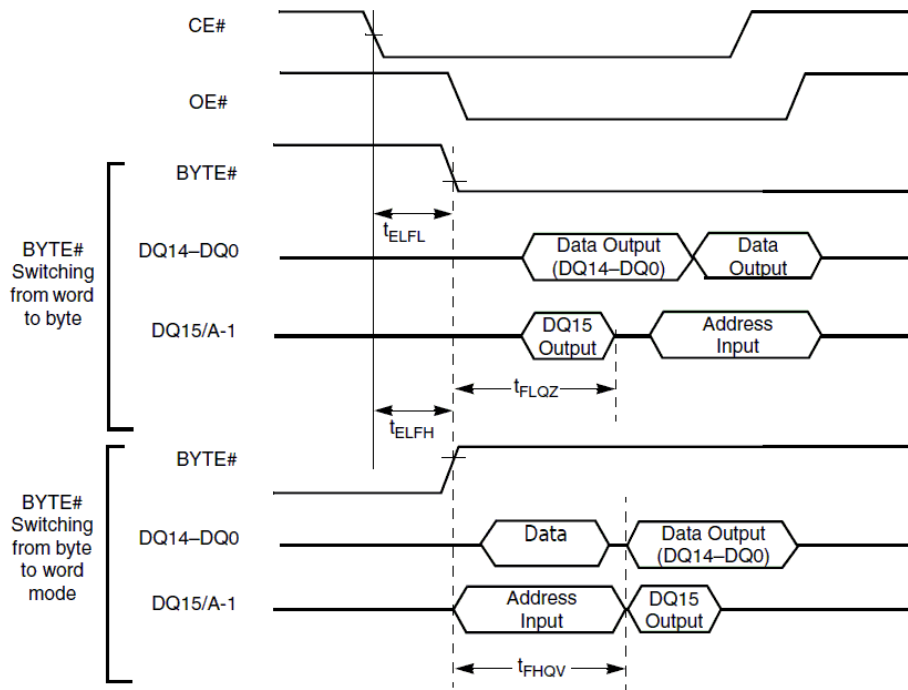 CE#
OE#
BYTE#
tELFL
BYTE#
Switching
from word
to byte
DQ14–DQ0
Data Output
(DQ14–DQ0)
Data
Output
DQ15/A-1
DQ15
Output
Address
Input
tFLQZ
tELFH
BYTE#
BYTE#
Switching
from byte
to word
mode
DQ14–DQ0
Data
Data Output
(DQ14–DQ0)
DQ15/A-1
Address
Input
DQ15
Output
tFHQV